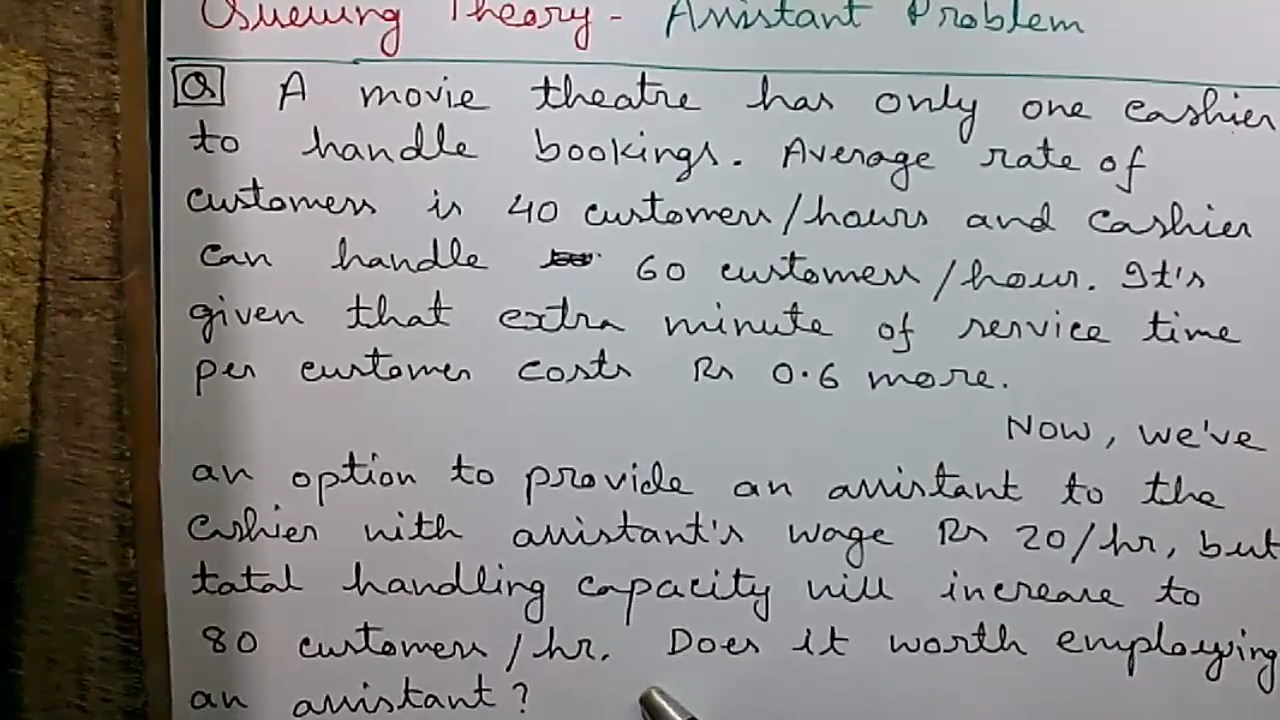 Queuing Theory - Assistant Problem
Q A movie theatre has only one cashier
to handle bookings. Average rate of
customers is 40 customers/hours and cashier
can handle 60 customers/hour. It's
given that extra minute of service time
per customer costs Rs 0.6 more.
Now, we've
an option to provide an assistant to the
cashier with assistant's wage Rs 20/hr, but
tatal handling capacity will increase to
80 customers/hr. Does it worth employing
an assistant?